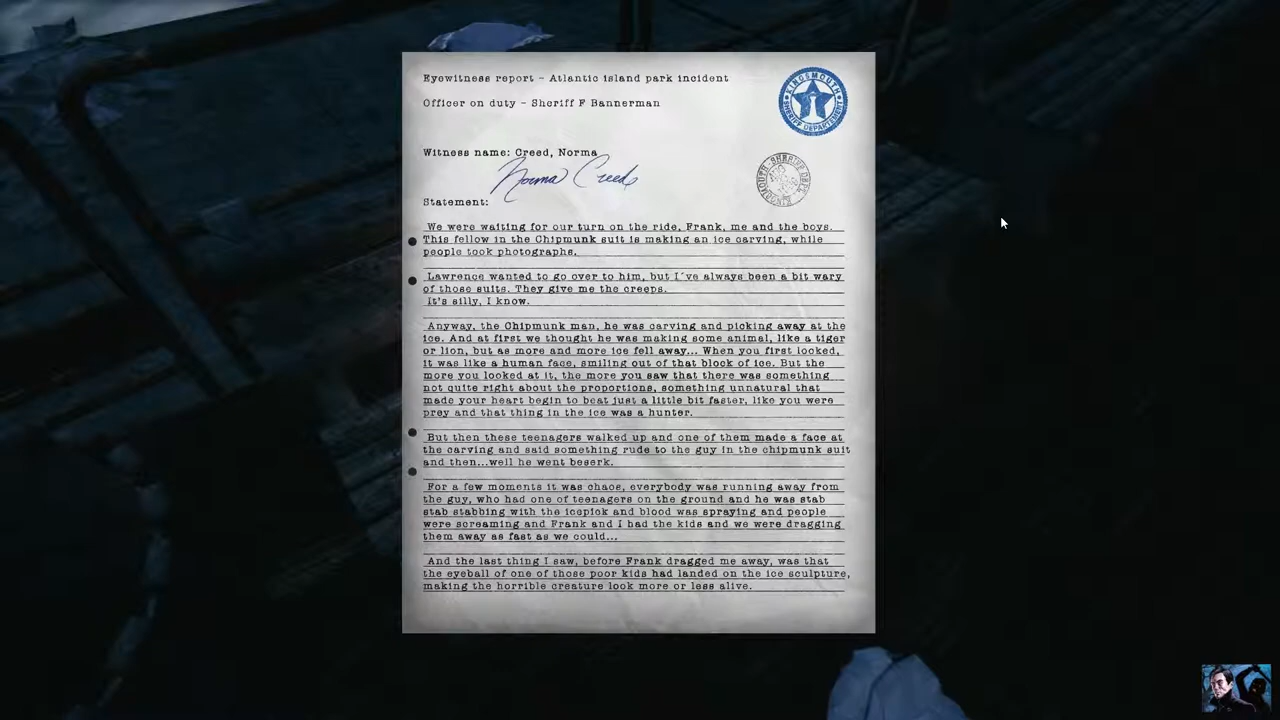 Eyewitness report - Atlantic island park incident
Officer on duty - Sheriff F Bannerman
KINGSMOUTH
SHERIFF DEPARTEMENT
Witness name: Creed, Norma
Norma Creed
Statement:
We were waiting for our turn on the ride, Frank, me and the boys.
This fellow in the Chipmunk suit is making an ice carving, while
people took photographs.
Lawrence wanted to go over to him, but I´ve always been a bit wary
of those suits. They give me the creeps.
It's silly, I know.
Anyway, the Chipmunk man, he was carving and picking away at the
ice. And at first we thought he was making some animal, like a tiger
or lion, but as more and more ice fell away... When you first looked,
it was like a human face, smiling out of that block of ice. But the
more you looked at it, the more you saw that there was something
not quite right about the proportions, something unnatural that
made your heart begin to beat just a little bit faster, like you were
prey and that thing in the ice was a hunter.
But then these teenagers walked up and one of them made a face at
the carving and said something rude to the guy in the chipmunk suit
and then...well he went beserk.
For a few moments it was chaos, everybody was running away from
the guy, who had one of teenagers on the ground and he was stab
stab stabbing with the icepick and blood was spraying and people
were screaming and Frank and I had the kids and we were dragging
them away as fast as we could...
And the last thing I saw, before Frank dragged me away, was that
the eyeball of one of those poor kids had landed on the ice sculpture,
making the horrible creature look more or less alive.